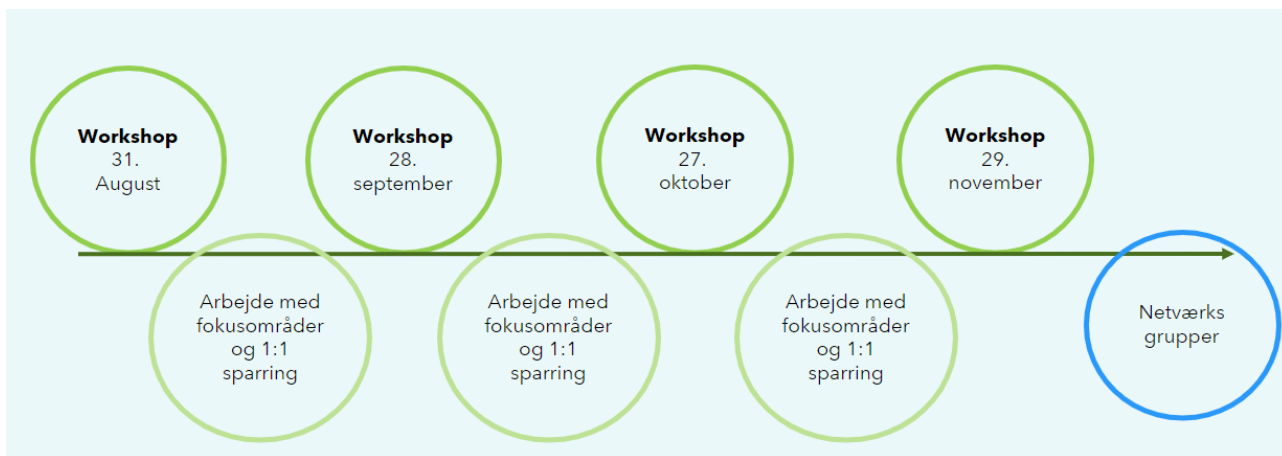 Workshop
31.
August
Workshop
28.
september
Workshop
27.
oktober
Workshop
29.
november
Arbejde med
fokusområder
og 1:1
sparring
Arbejde med
fokusområder
og 1:1
sparring
Arbejde med
fokusområder
og 1:1
sparring
Netværks
grupper